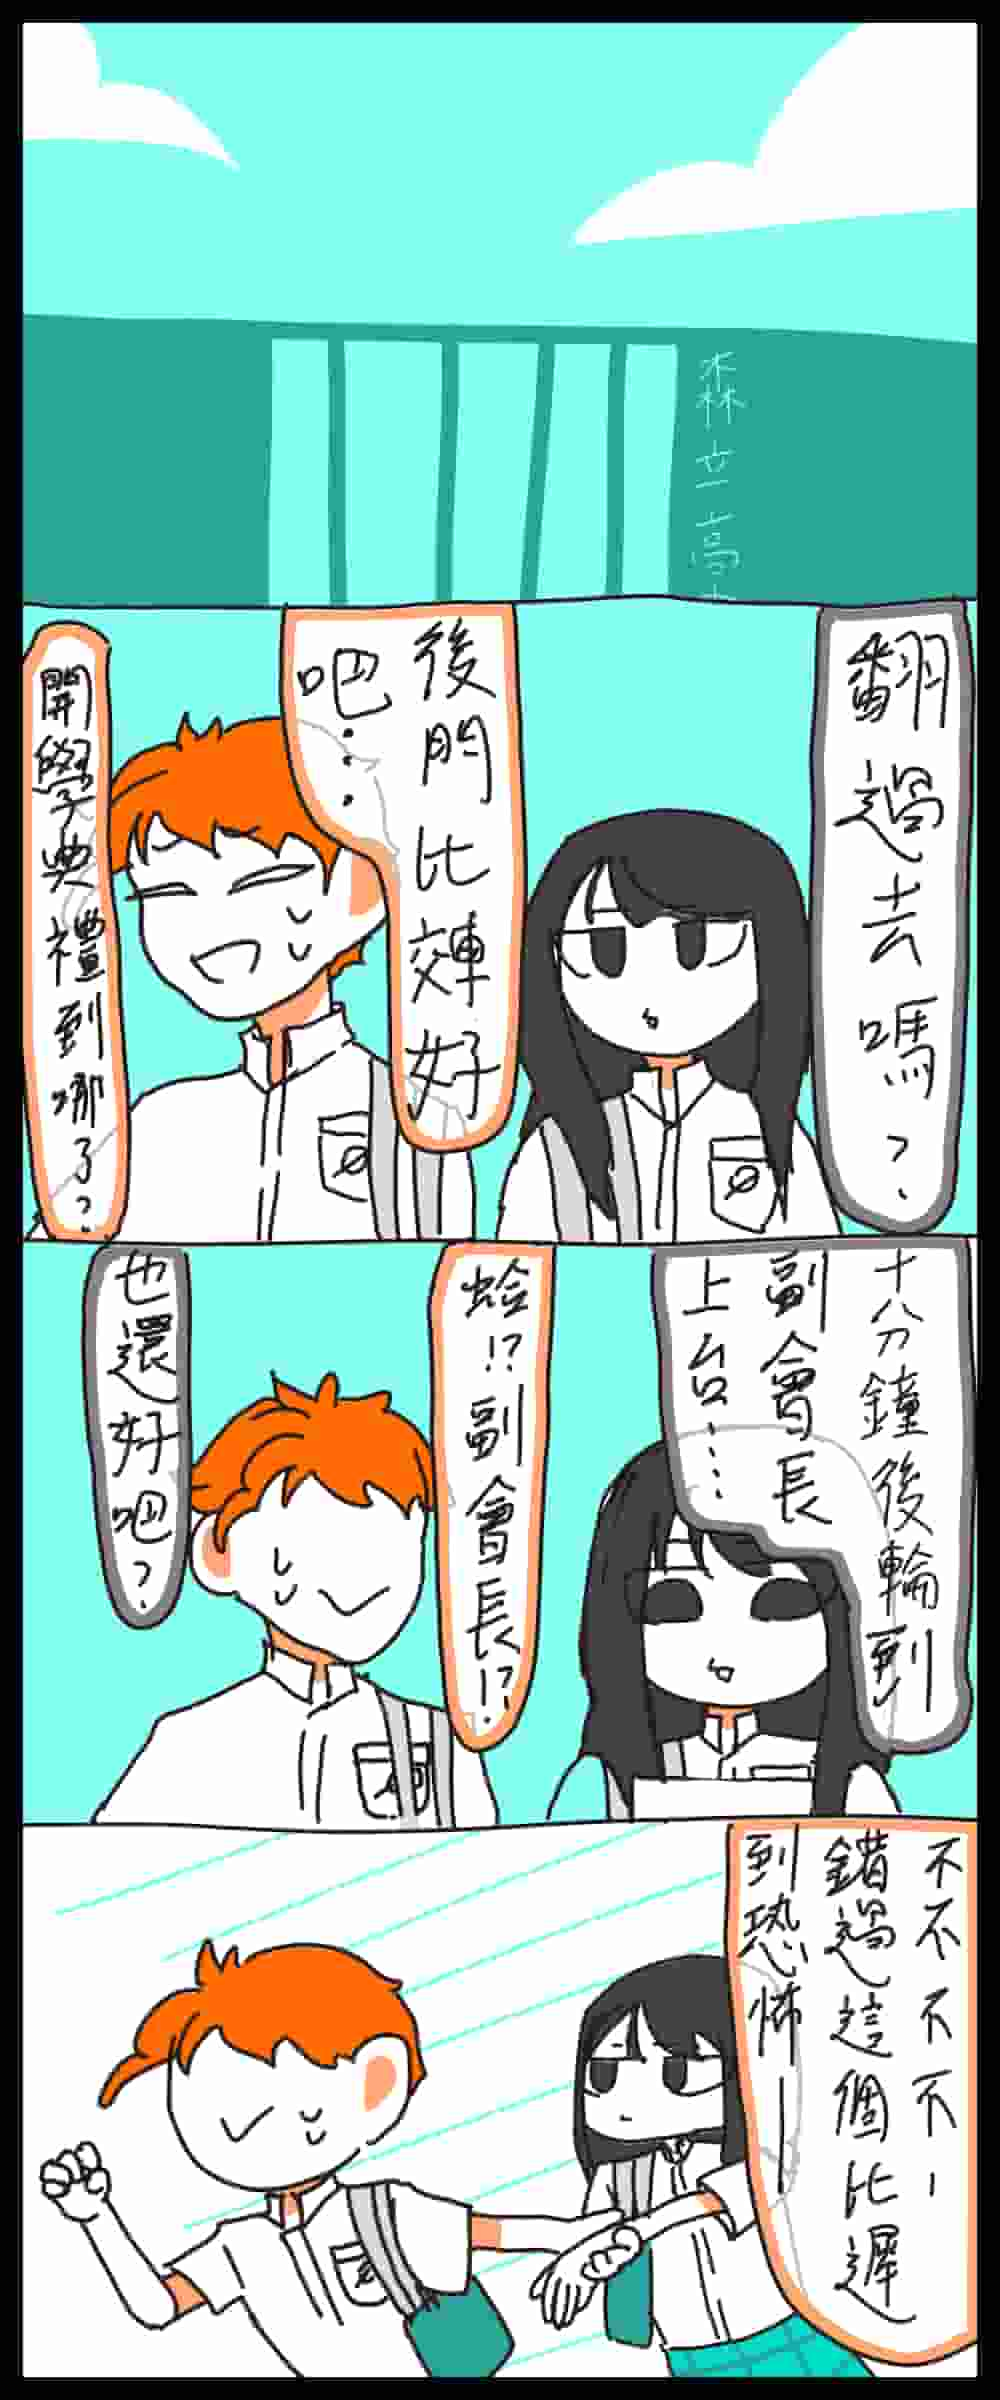 森立高
翻過去嗎?
後門比較好
吧……
開學典禮到哪了?
十分鐘後輪到
副會長
上台……
蛤!?副會長!?
也還好吧?
不不不不-
錯過這個比遲
到恐怖——